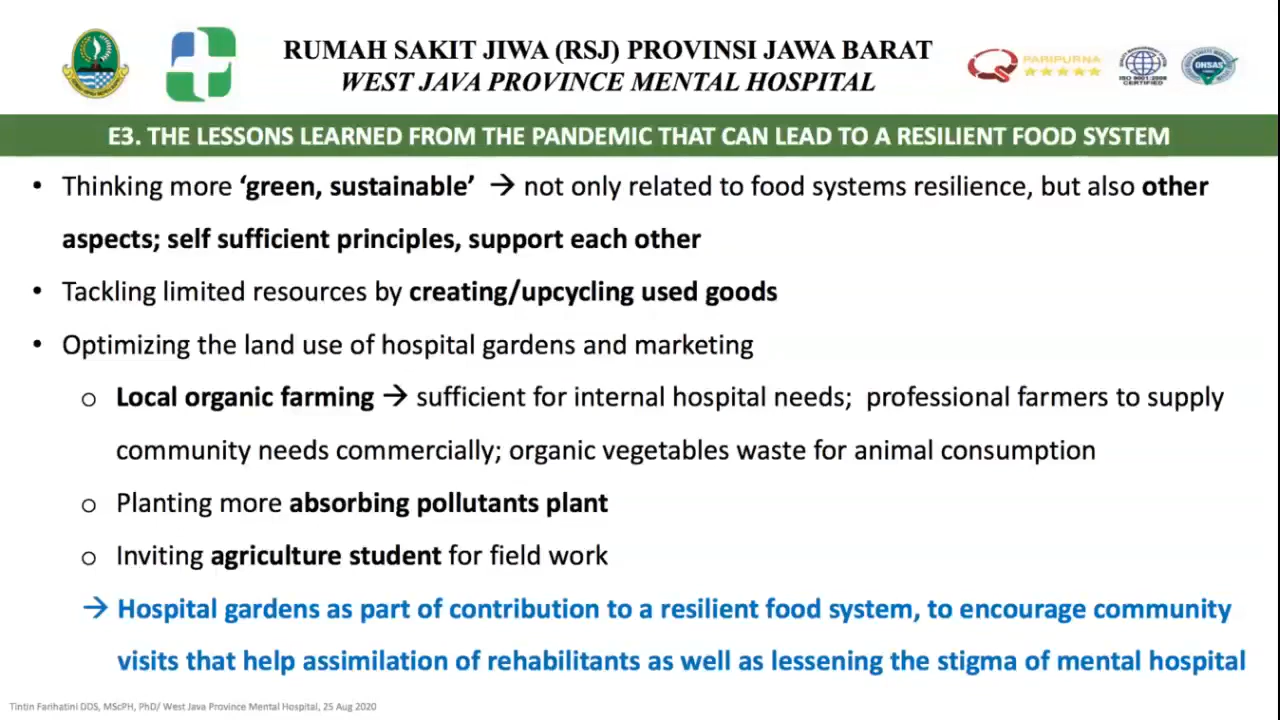 RUMAH SAKIT JIWA (RSJ) PROVINSI JAWA BARAT
WEST JAVA PROVINCE MENTAL HOSPITAL
PARIPURNA
ISO 9001:2008
CERTIFIED
OHSAS
E3. THE LESSONS LEARNED FROM THE PANDEMIC THAT CAN LEAD TO A RESILIENT FOOD SYSTEM
• Thinking more ‘green, sustainable’ → not only related to food systems resilience, but also other
aspects; self sufficient principles, support each other
• Tackling limited resources by creating/upcycling used goods
• Optimizing the land use of hospital gardens and marketing
o Local organic farming → sufficient for internal hospital needs; professional farmers to supply
community needs commercially; organic vegetables waste for animal consumption
o Planting more absorbing pollutants plant
o Inviting agriculture student for field work
→ Hospital gardens as part of contribution to a resilient food system, to encourage community
visits that help assimilation of rehabilitants as well as lessening the stigma of mental hospital
Tintin Farihatini DDS, MScPH, PhD/ West Java Province Mental Hospital, 25 Aug 2020